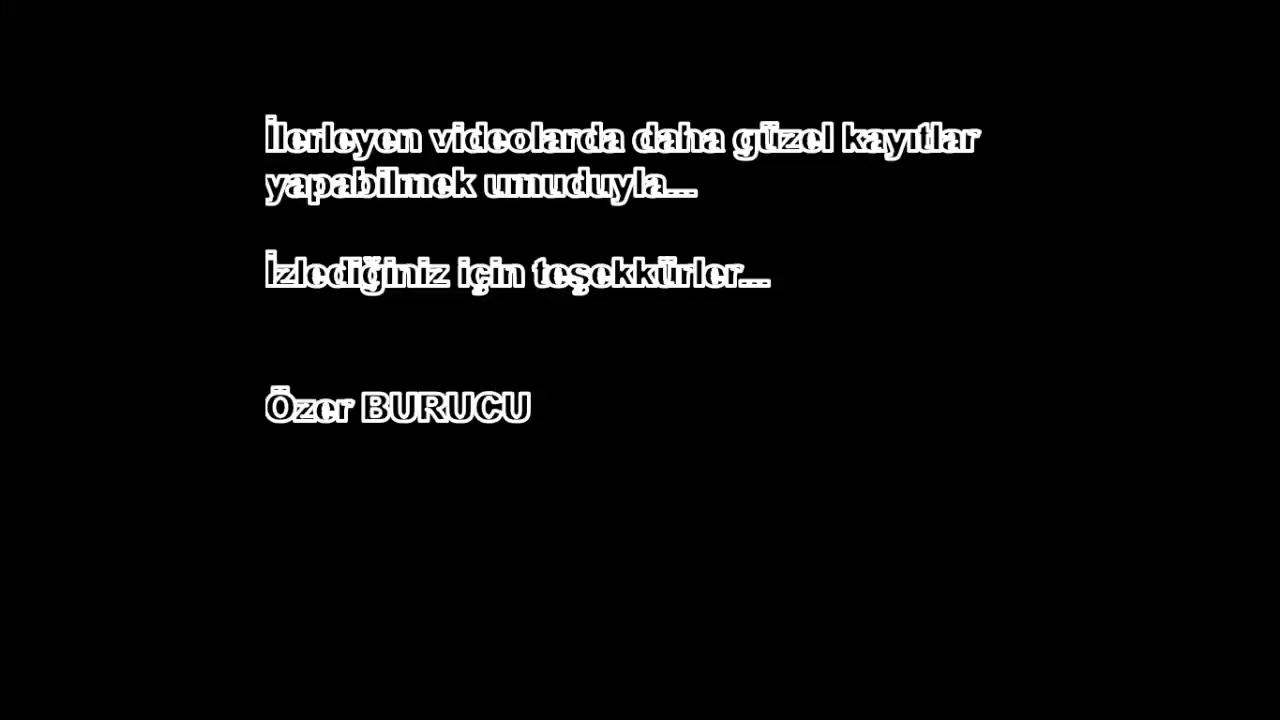 İlerleyen videolarda daha güzel kayıtlar
yapabilmek umuduyla...
İzlediğiniz için teşekkürler...
Özer BURUCU